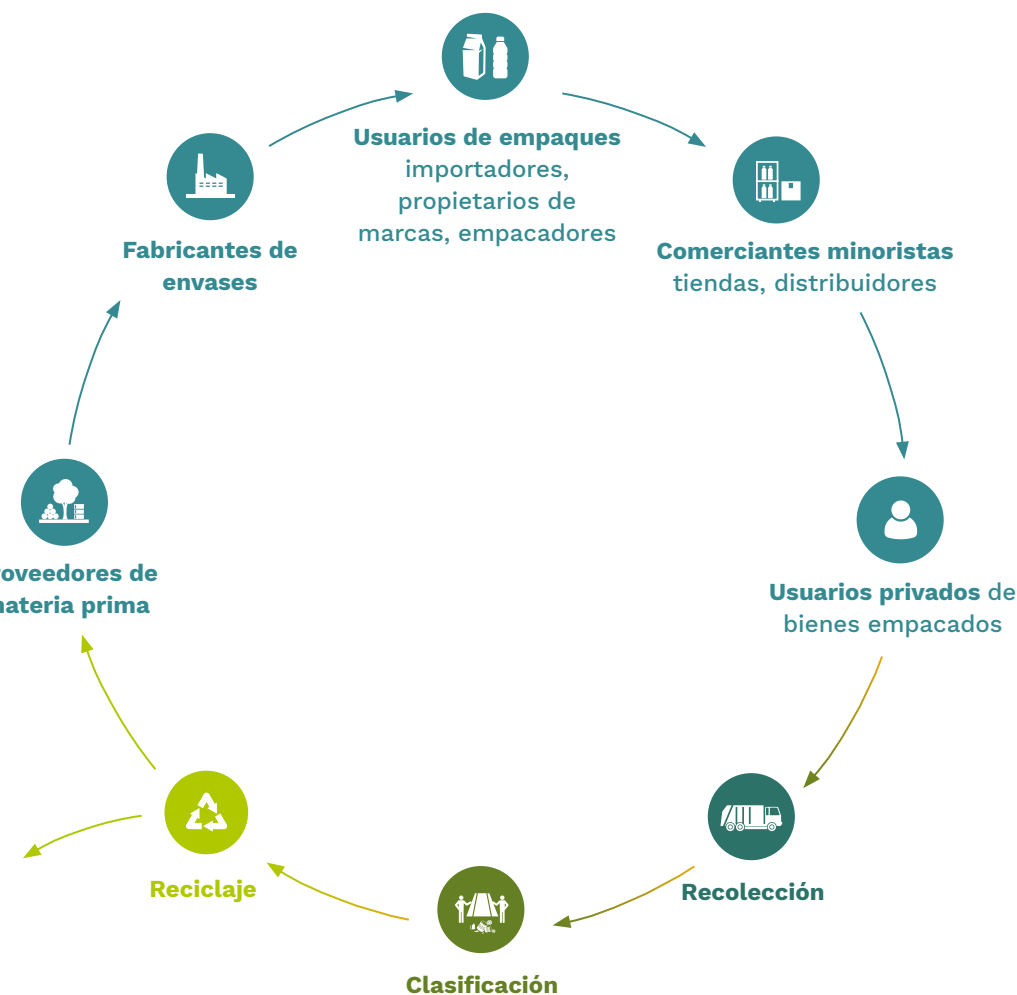 Usuarios de empaques
importadores,
propietarios de
marcas, empacadores
Fabricantes de
envases
Comerciantes minoristas
tiendas, distribuidores
roveedores de
nateria prima
Usuarios privados de
bienes empacados
Recolección
Reciclaje
Clasificación